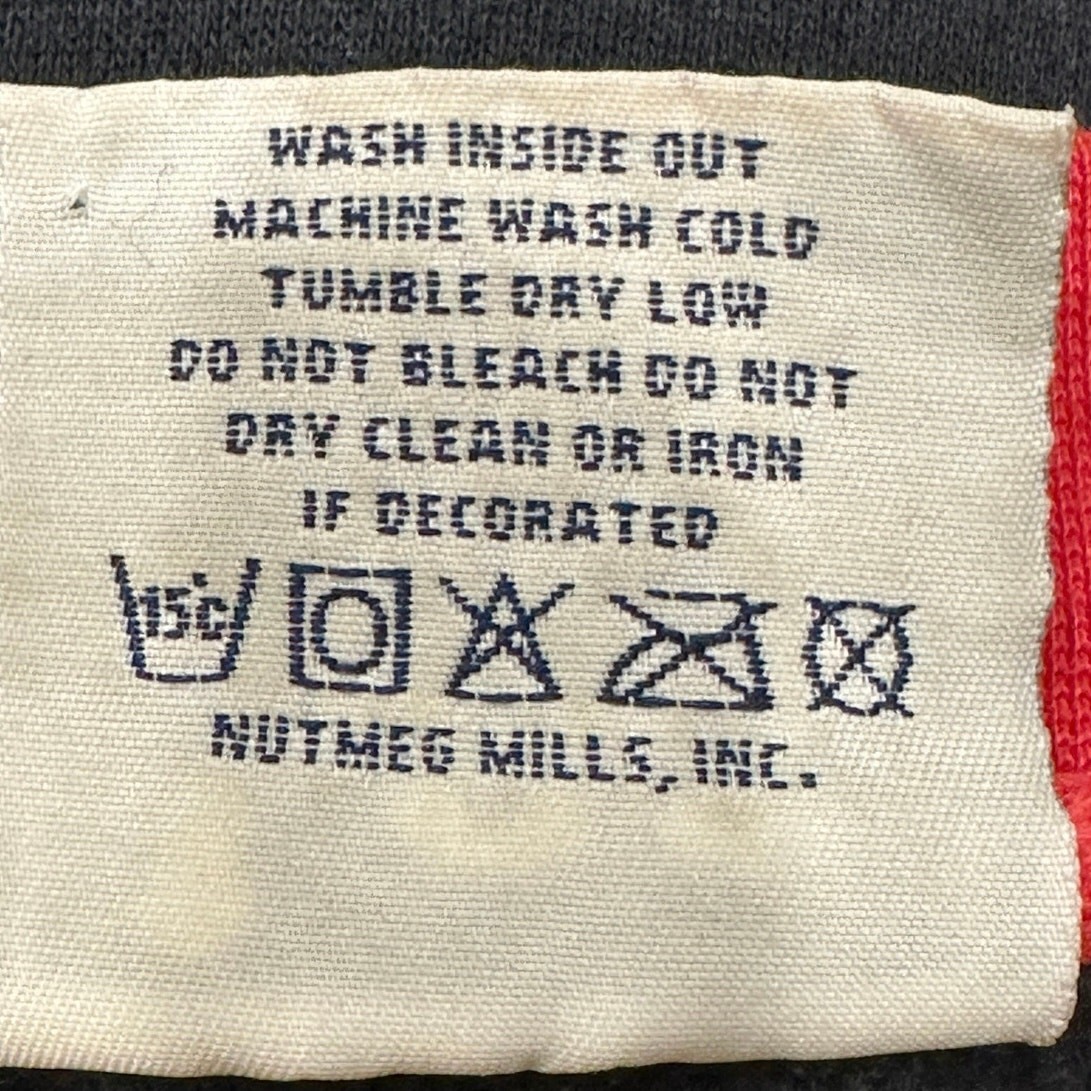 WASH INSIDE OUT
MACHINE WASH COLD
TUMBLE DRY LOW
DO NOT BLEACH DO NOT
DRY CLEAN OR IRON
IF DECORATED
15°C
NUTMEG MILLS, INC.